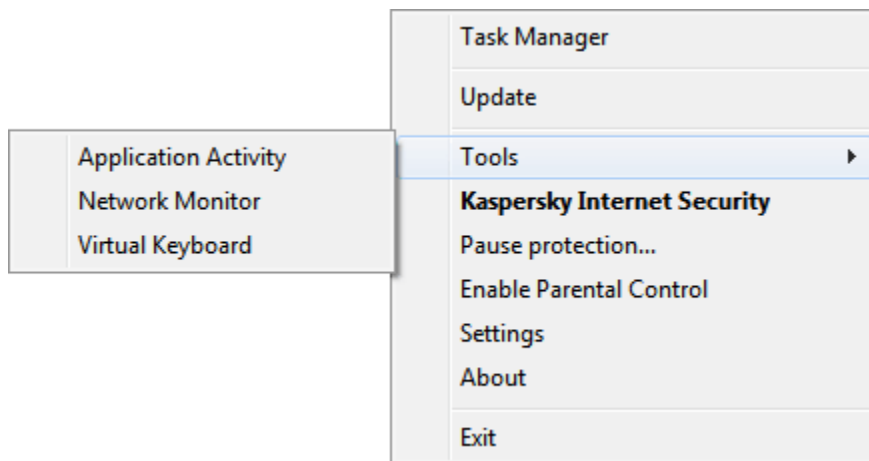 Task Manager
Update
Tools
Application Activity
Network Monitor
Virtual Keyboard
Kaspersky Internet Security
Pause protection...
Enable Parental Control
Settings
About
Exit